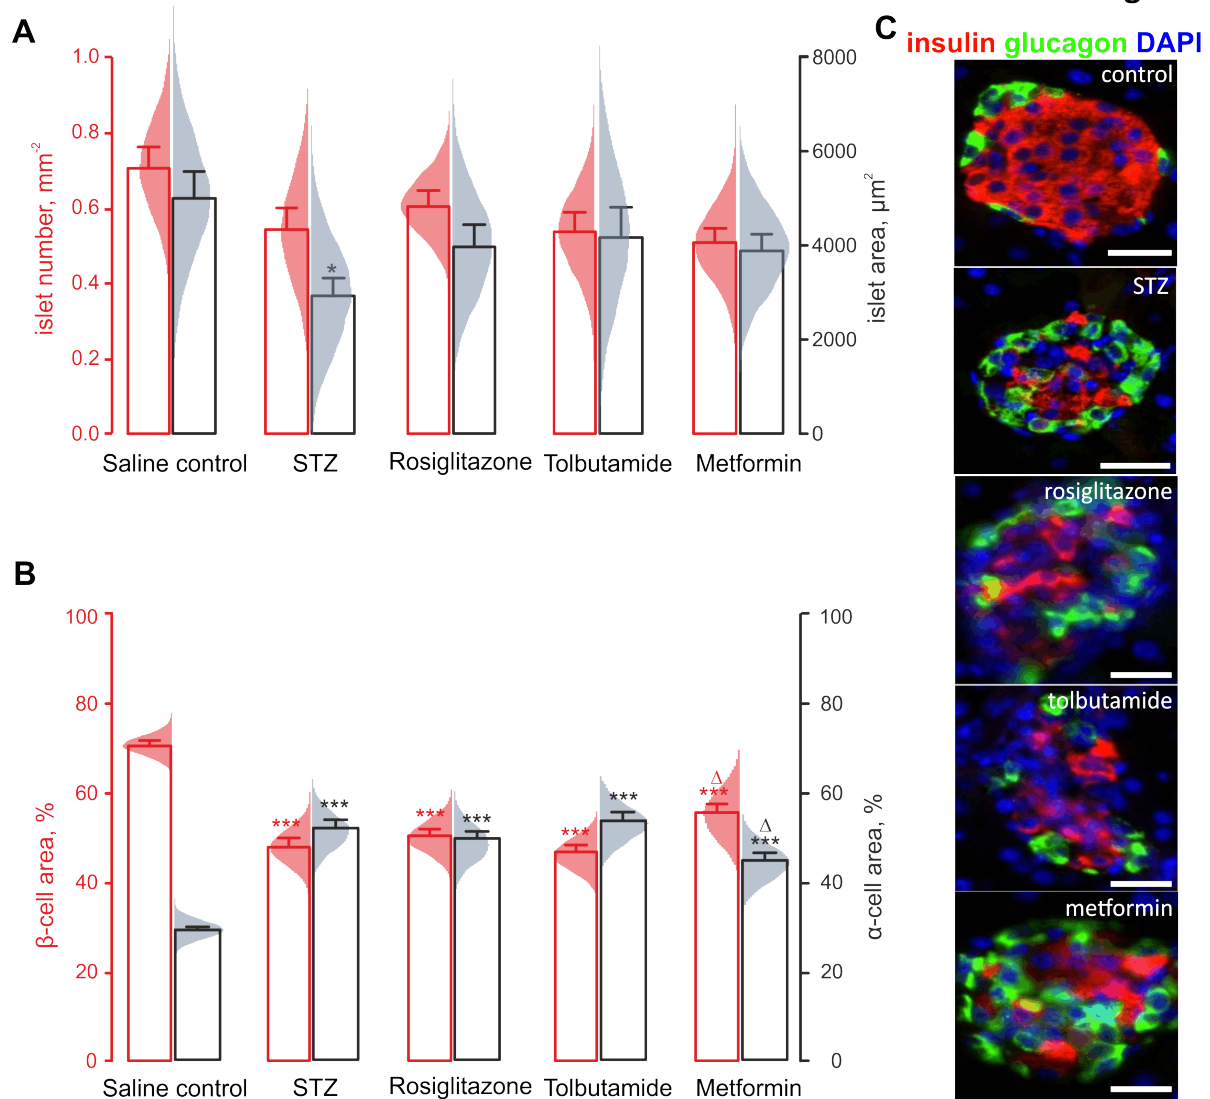 A
1.0
0.8
0.6
0.4
0.2
0.0
islet number, mm-2
*
8000
6000
4000
2000
0
islet area, µm2
Saline control
STZ
Rosiglitazone
Tolbutamide
Metformin
B
100
80
60
40
20
0
β-cell area, %
***
***
***
***
***
***
Δ
***
Δ
***
100
80
60
40
20
0
α-cell area, %
Saline control
STZ
Rosiglitazone
Tolbutamide
Metformin
C
insulin glucagon DAPI
control
STZ
rosiglitazone
tolbutamide
metformin